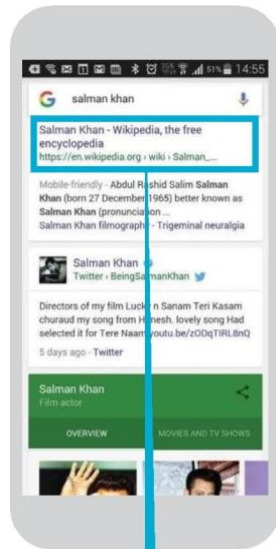 51% 14:55
G salman khan
Salman Khan - Wikipedia, the free
encyclopedia
https://en.wikipedia.org › wiki › Salman_...
Mobile-friendly - Abdul Rashid Salim Salman
Khan (born 27 December 1965) better known as
Salman Khan (pronunciation ...
Salman Khan filmography - Trigeminal neuralgia
Salman Khan
Twitter › BeingSalmanKhan
Directors of my film Lucky n Sanam Teri Kasam
churaud my song from Himesh. lovely song Had
selected it for Tere Naam youtu.be/zODqTlRLBnQ
5 days ago - Twitter
Salman Khan
Film actor
OVERVIEW MOVIES AND TV SHOWS